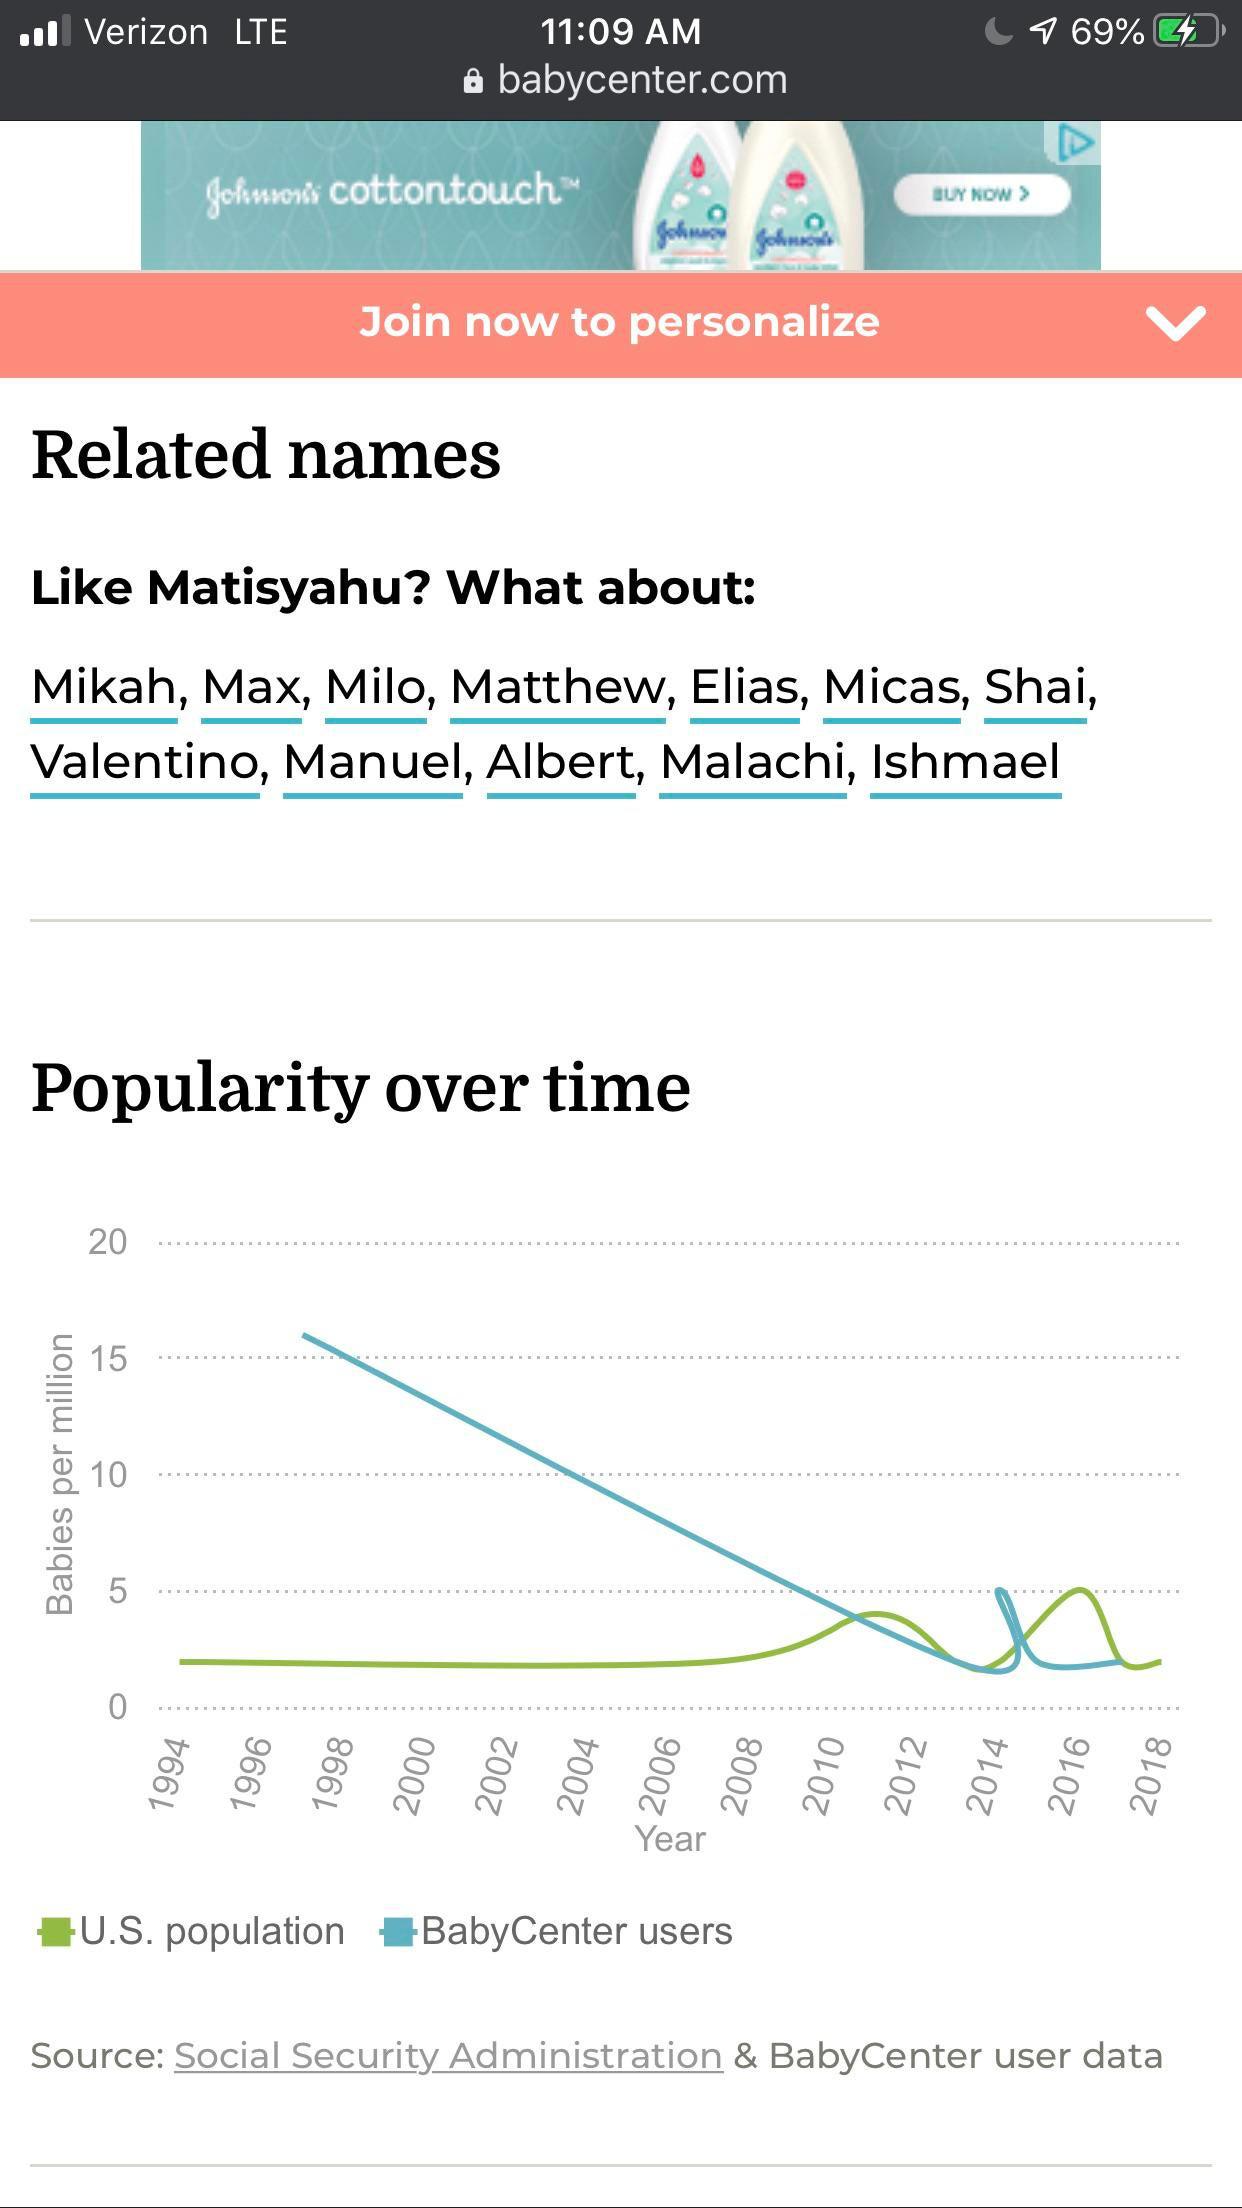 Verizon LTE 11:09 AM 69%
babycenter.com
Johnson's cottontouch™
Johnson's Johnson's
BUY NOW >
Join now to personalize
Related names
Like Matisyahu? What about:
Mikah, Max, Milo, Matthew, Elias, Micas, Shai,
Valentino, Manuel, Albert, Malachi, Ishmael
Popularity over time
20
15
10
5
0
Babies per million
1994 1996 1998 2000 2002 2004 2006 2008 2010 2012 2014 2016 2018
Year
U.S. population BabyCenter users
Source: Social Security Administration & BabyCenter user data